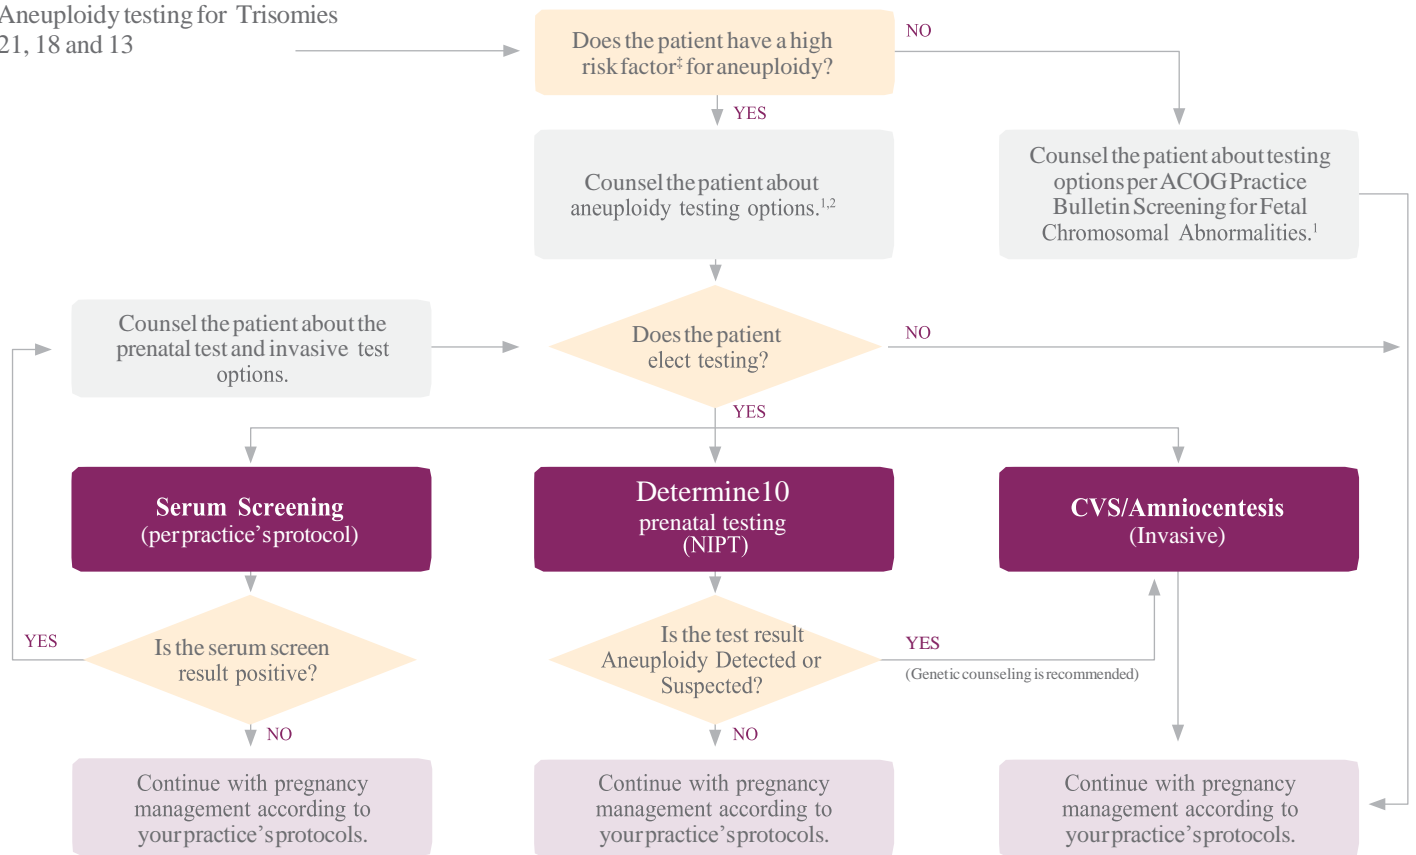 Aneuploidy testing for Trisomies
21, 18 and 13
Does the patient have a high
risk factor‡ for aneuploidy?
NO
YES
Counsel the patient about
aneuploidy testing options.1,2
Counsel the patient about testing
options per ACOG Practice
Bulletin Screening for Fetal
Chromosomal Abnormalities.1
Counsel the patient about the
prenatal test and invasive test
options.
Does the patient
elect testing?
NO
YES
Serum Screening
(per practice's protocol)
Determine10
prenatal testing
(NIPT)
CVS/Amniocentesis
(Invasive)
YES
Is the serum screen
result positive?
Is the test result
Aneuploidy Detected or
Suspected?
YES
(Genetic counseling is recommended)
NO
NO
Continue with pregnancy
management according to
your practice's protocols.
Continue with pregnancy
management according to
your practice's protocols.
Continue with pregnancy
management according to
your practice's protocols.